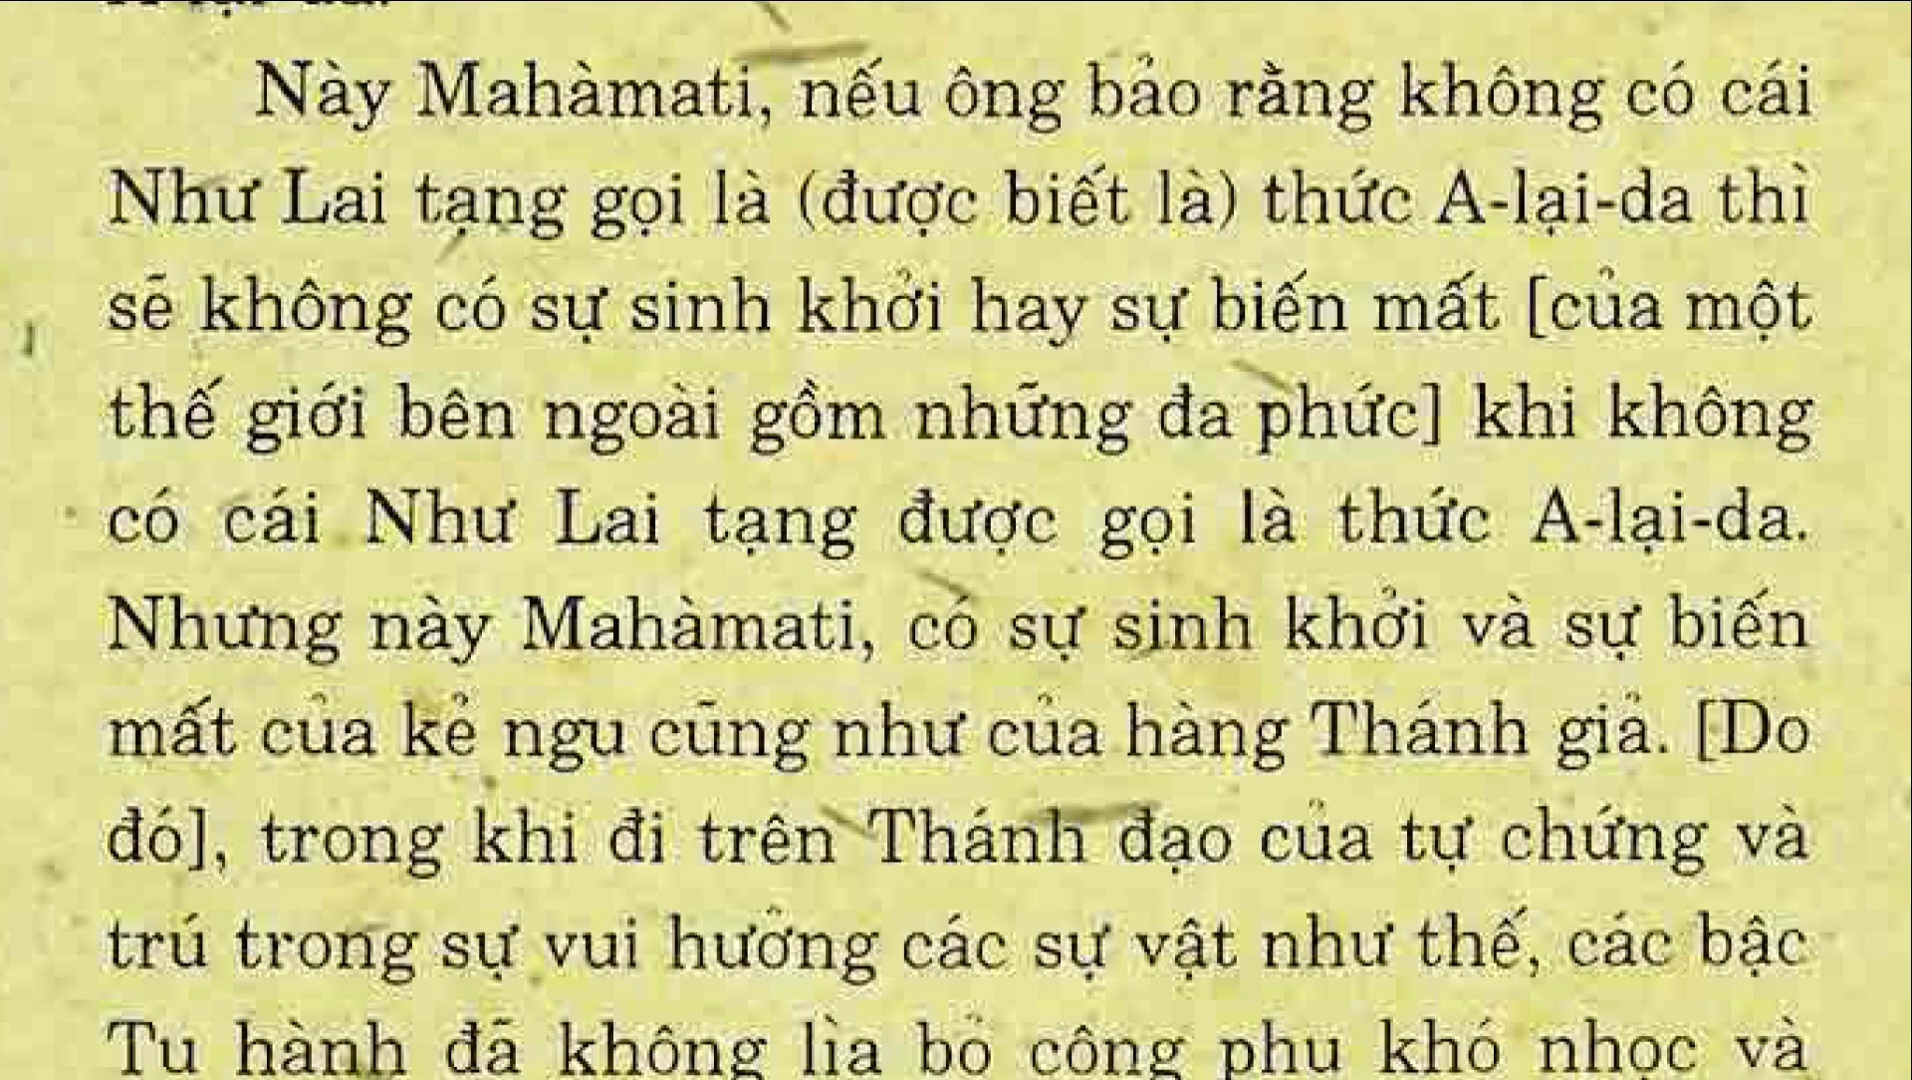 Này Mahàmati, nếu ông bảo rằng không có cái
Như Lai tạng gọi là (được biết là) thức A-lại-da thì
sẽ không có sự sinh khởi hay sự biến mất [của một
thế giới bên ngoài gồm những đa phức] khi không
có cái Như Lai tạng được gọi là thức A-lại-da.
Nhưng này Mahàmati, có sự sinh khởi và sự biến
mất của kẻ ngu cũng như của hàng Thánh giả. [Do
đó], trong khi đi trên Thánh đạo của tự chứng và
trú trong sự vui hưởng các sự vật như thế, các bậc
Tu hành đã không lìa bỏ công phu khó nhọc và